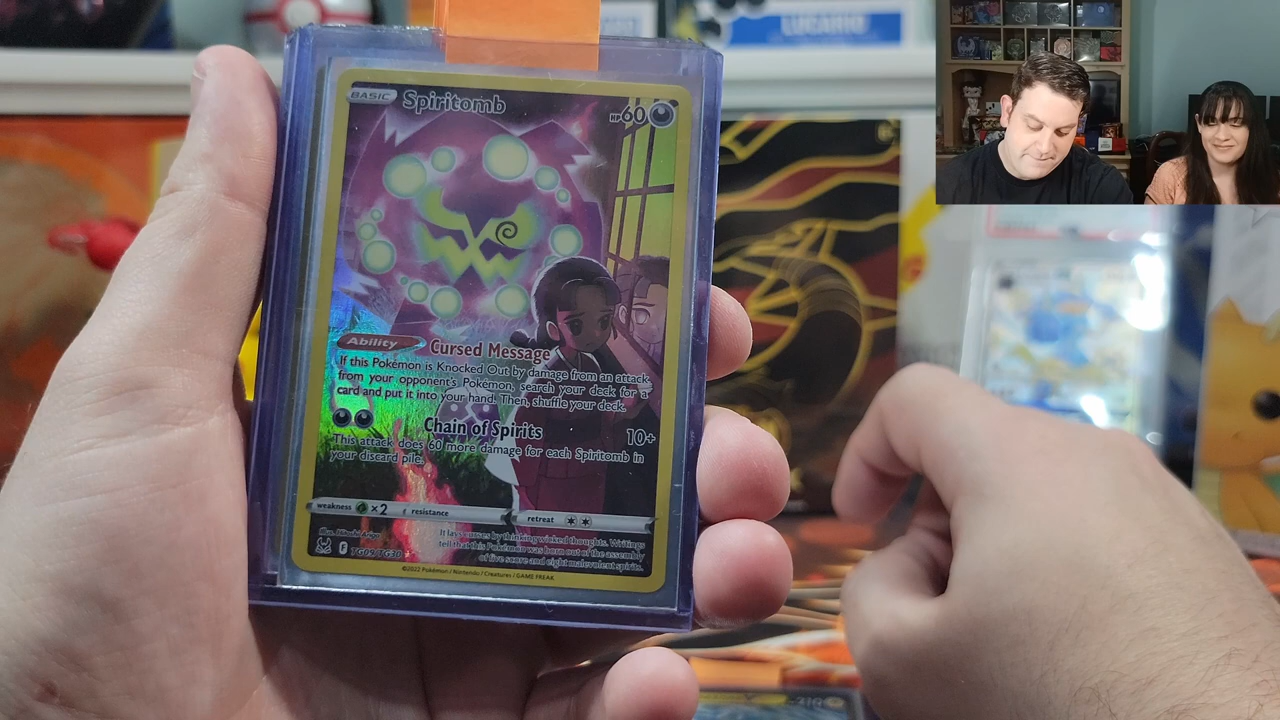 LUCARIO
BASIC Spiritomb HP60
Ability Cursed Message
If this Pokémon is Knocked Out by damage from an attack
from your opponent's Pokémon, search your deck for a
card and put it into your hand. Then, shuffle your deck.
Chain of Spirits 10+
This attack does 60 more damage for each Spiritomb in
your discard pile.
weakness ×2 resistance retreat
F TG09/TG30
It lays curses by thinking wicked thoughts. Writings
tell that this Pokémon was born out of the assembly
of five score and eight malevolent spirits.
©2022 Pokémon / Nintendo / Creatures / GAME FREAK